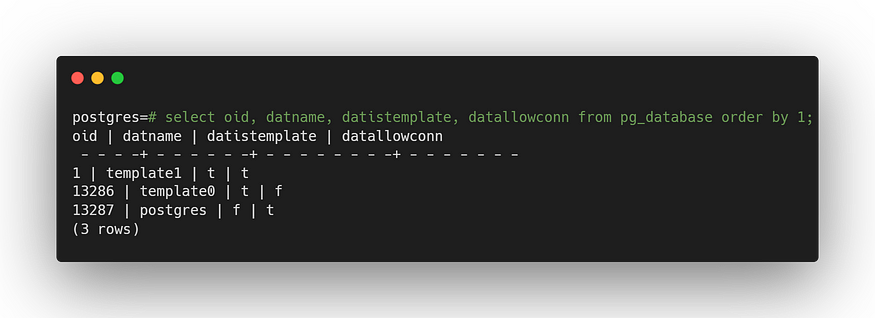 postgres=# select oid, datname, datistemplate, datallowconn from pg_database order by 1;
oid | datname | datistemplate | datallowconn
- - - -+ - - - - - -+ - - - - - - - -+ - - - - - - -
1 | template1 | t | t
13286 | template0 | t | f
13287 | postgres | f | t
(3 rows)